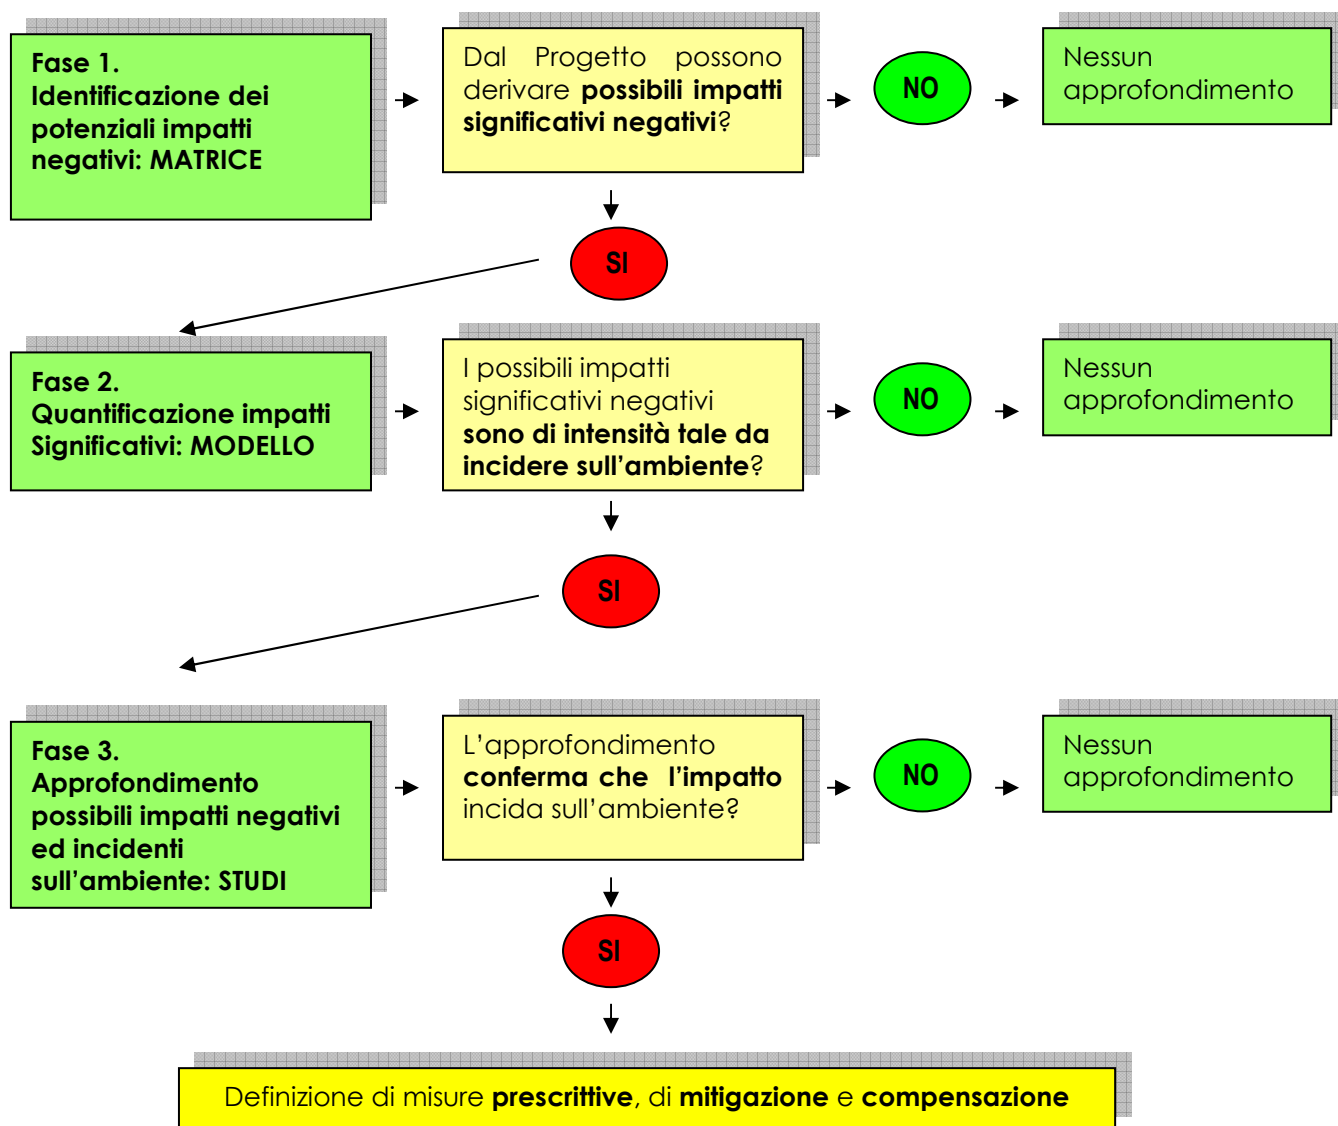 Fase 1.
Identificazione dei
potenziali impatti
negativi: MATRICE
Dal Progetto possono
derivare possibili impatti
significativi negativi?
NO
Nessun
approfondimento
SI
Fase 2.
Quantificazione impatti
Significativi: MODELLO
I possibili impatti
significativi negativi
sono di intensità tale da
incidere sull'ambiente?
NO
Nessun
approfondimento
SI
Fase 3.
Approfondimento
possibili impatti negativi
ed incidenti
sull'ambiente: STUDI
L'approfondimento
conferma che l'impatto
incida sull'ambiente?
NO
Nessun
approfondimento
SI
Definizione di misure prescrittive, di mitigazione e compensazione